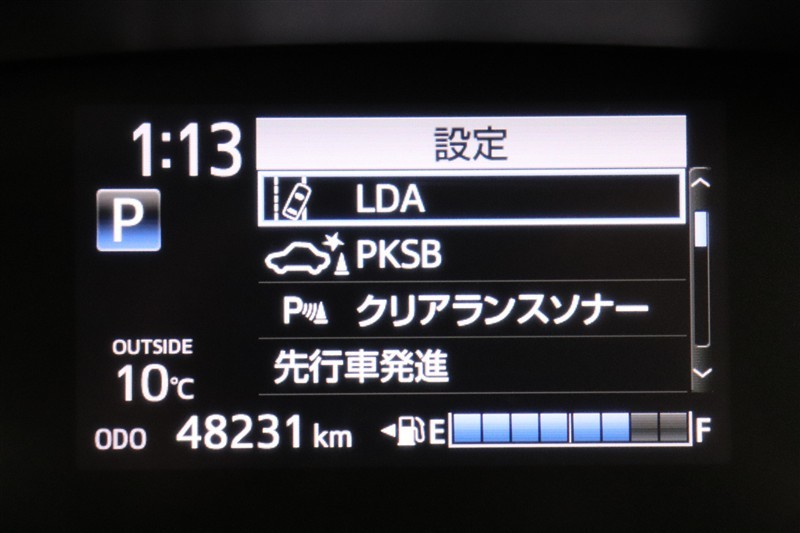 1:13
設定
LDA
P
PKSB
P クリアランスソナー
OUTSIDE
10℃
先行車発進
ODO 48231 km
E F